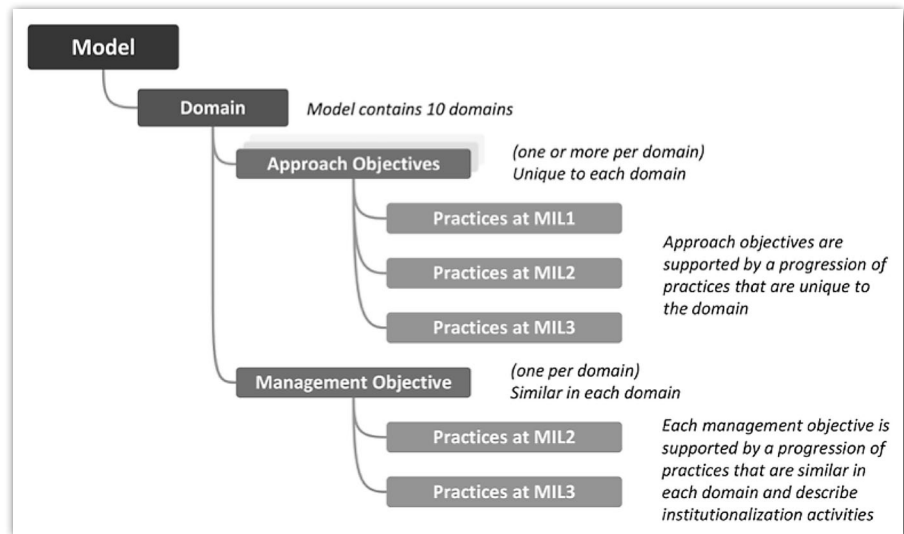 Model
Domain
Model contains 10 domains
Approach Objectives
(one or more per domain)
Unique to each domain
Practices at MIL1
Practices at MIL2
Practices at MIL3
Approach objectives are
supported by a progression of
practices that are unique to
the domain
Management Objective
(one per domain)
Similar in each domain
Practices at MIL2
Practices at MIL3
Each management objective is
supported by a progression of
practices that are similar in
each domain and describe
institutionalization activities